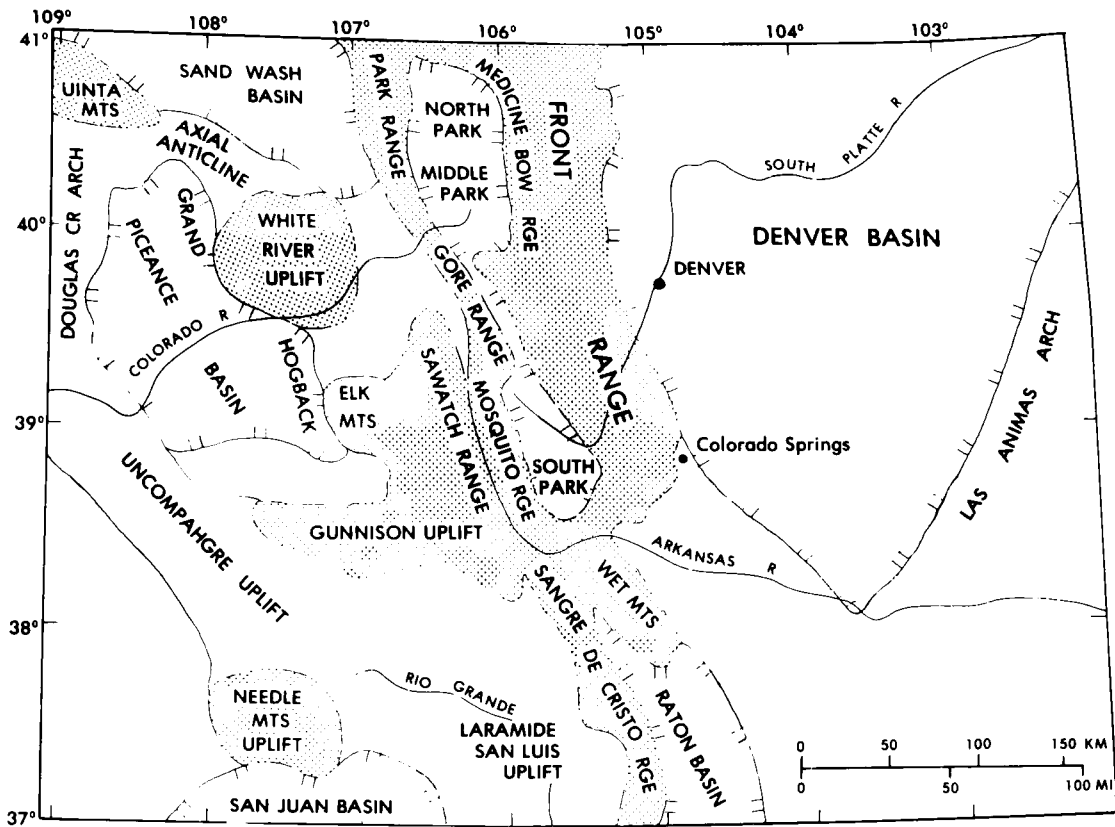 109°
108°
107°
106°
105°
104°
103°
41°
40°
39°
38°
37°
UINTA
MTS
SAND WASH
BASIN
PARK RANGE
NORTH
PARK
MIDDLE
PARK
MEDICINE BOW RGE
FRONT
RANGE
SOUTH PLATTE R
AXIAL
ANTICLINE
DOUGLAS CR ARCH
PICEANCE
BASIN
GRAND
HOGBACK
WHITE
RIVER
UPLIFT
COLORADO R
GORE RANGE
DENVER BASIN
DENVER
LAS ANIMAS ARCH
ELK
MTS
SAWATCH RANGE
MOSQUITO RGE
SOUTH
PARK
Colorado Springs
UNCOMPAHGRE UPLIFT
GUNNISON UPLIFT
ARKANSAS R
SANGRE DE CRISTO RGE
WET MTS
RATON BASIN
NEEDLE
MTS
UPLIFT
RIO GRANDE
LARAMIDE
SAN LUIS
UPLIFT
SAN JUAN BASIN
0 50 100 150 KM
0 50 100 MI